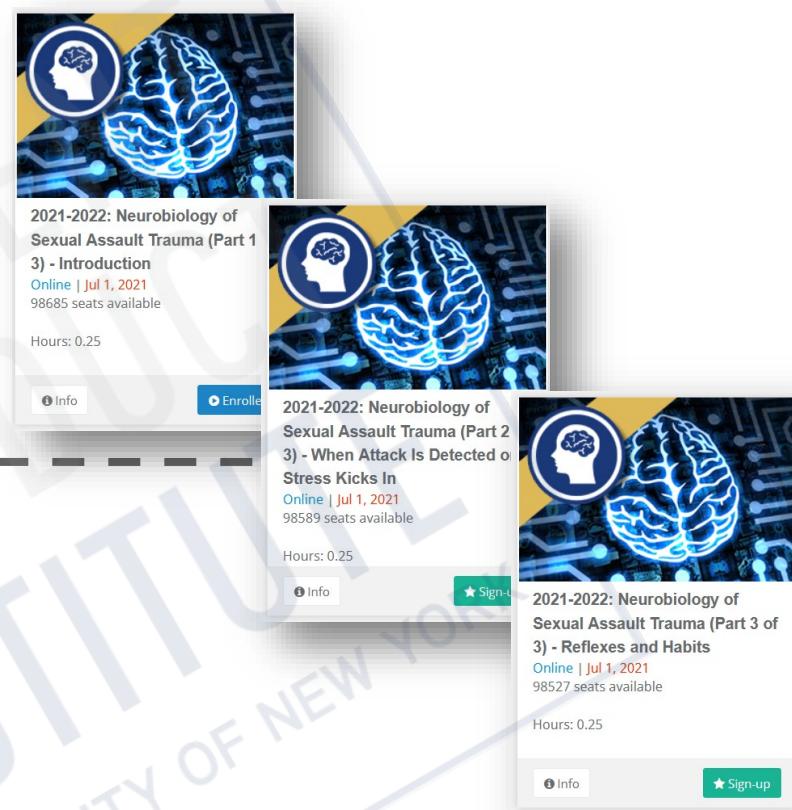 2021-2022: Neurobiology of
Sexual Assault Trauma (Part 1
3) - Introduction
Online | Jul 1, 2021
98685 seats available
Hours: 0.25
Info
Enrolle
2021-2022: Neurobiology of
Sexual Assault Trauma (Part 2
3) - When Attack Is Detected o
Stress Kicks In
Online | Jul 1, 2021
98589 seats available
Hours: 0.25
Info
Sign-u
2021-2022: Neurobiology of
Sexual Assault Trauma (Part 3 of
3) - Reflexes and Habits
Online | Jul 1, 2021
98527 seats available
Hours: 0.25
Info
Sign-up
OF NEW YORK